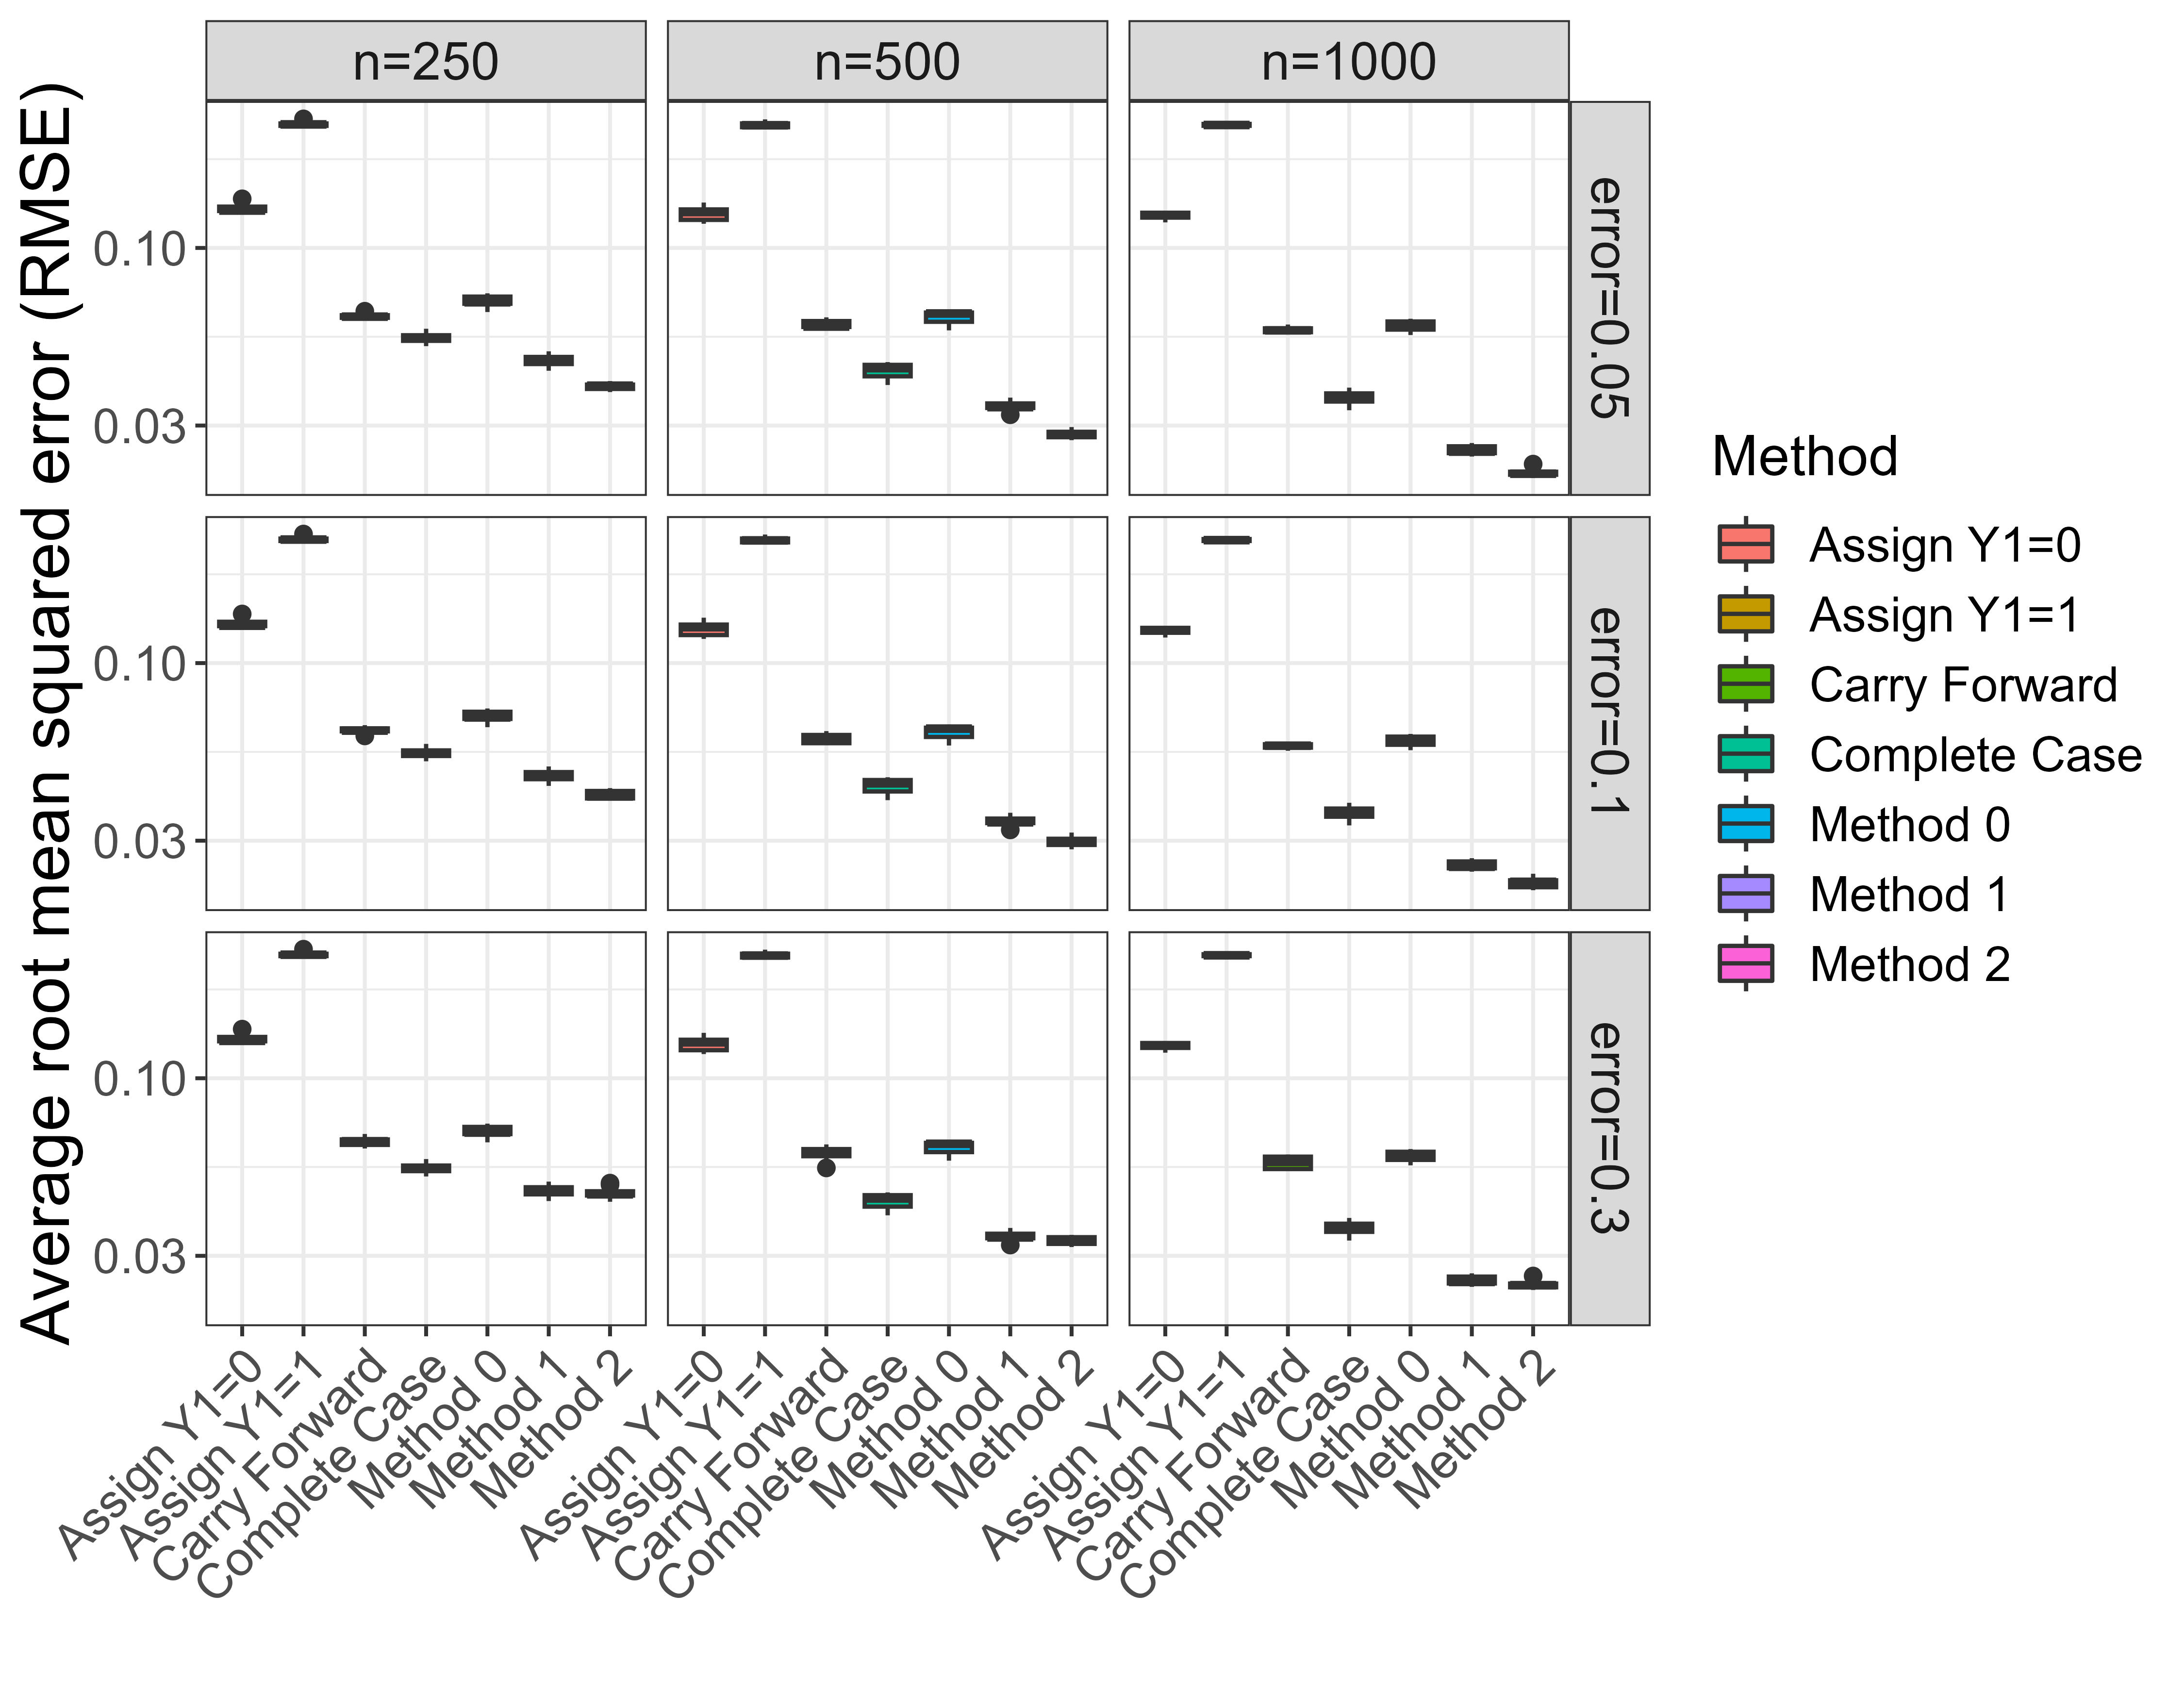 Average root mean squared error (RMSE)
n=250
n=500
n=1000
error=0.05
error=0.1
error=0.3
0.10
0.03
0.10
0.03
0.10
0.03
Assign Y1=0
Assign Y1=1
Carry Forward
Complete Case
Method 0
Method 1
Method 2
Assign Y1=0
Assign Y1=1
Carry Forward
Complete Case
Method 0
Method 1
Method 2
Assign Y1=0
Assign Y1=1
Carry Forward
Complete Case
Method 0
Method 1
Method 2
Method
Assign Y1=0
Assign Y1=1
Carry Forward
Complete Case
Method 0
Method 1
Method 2